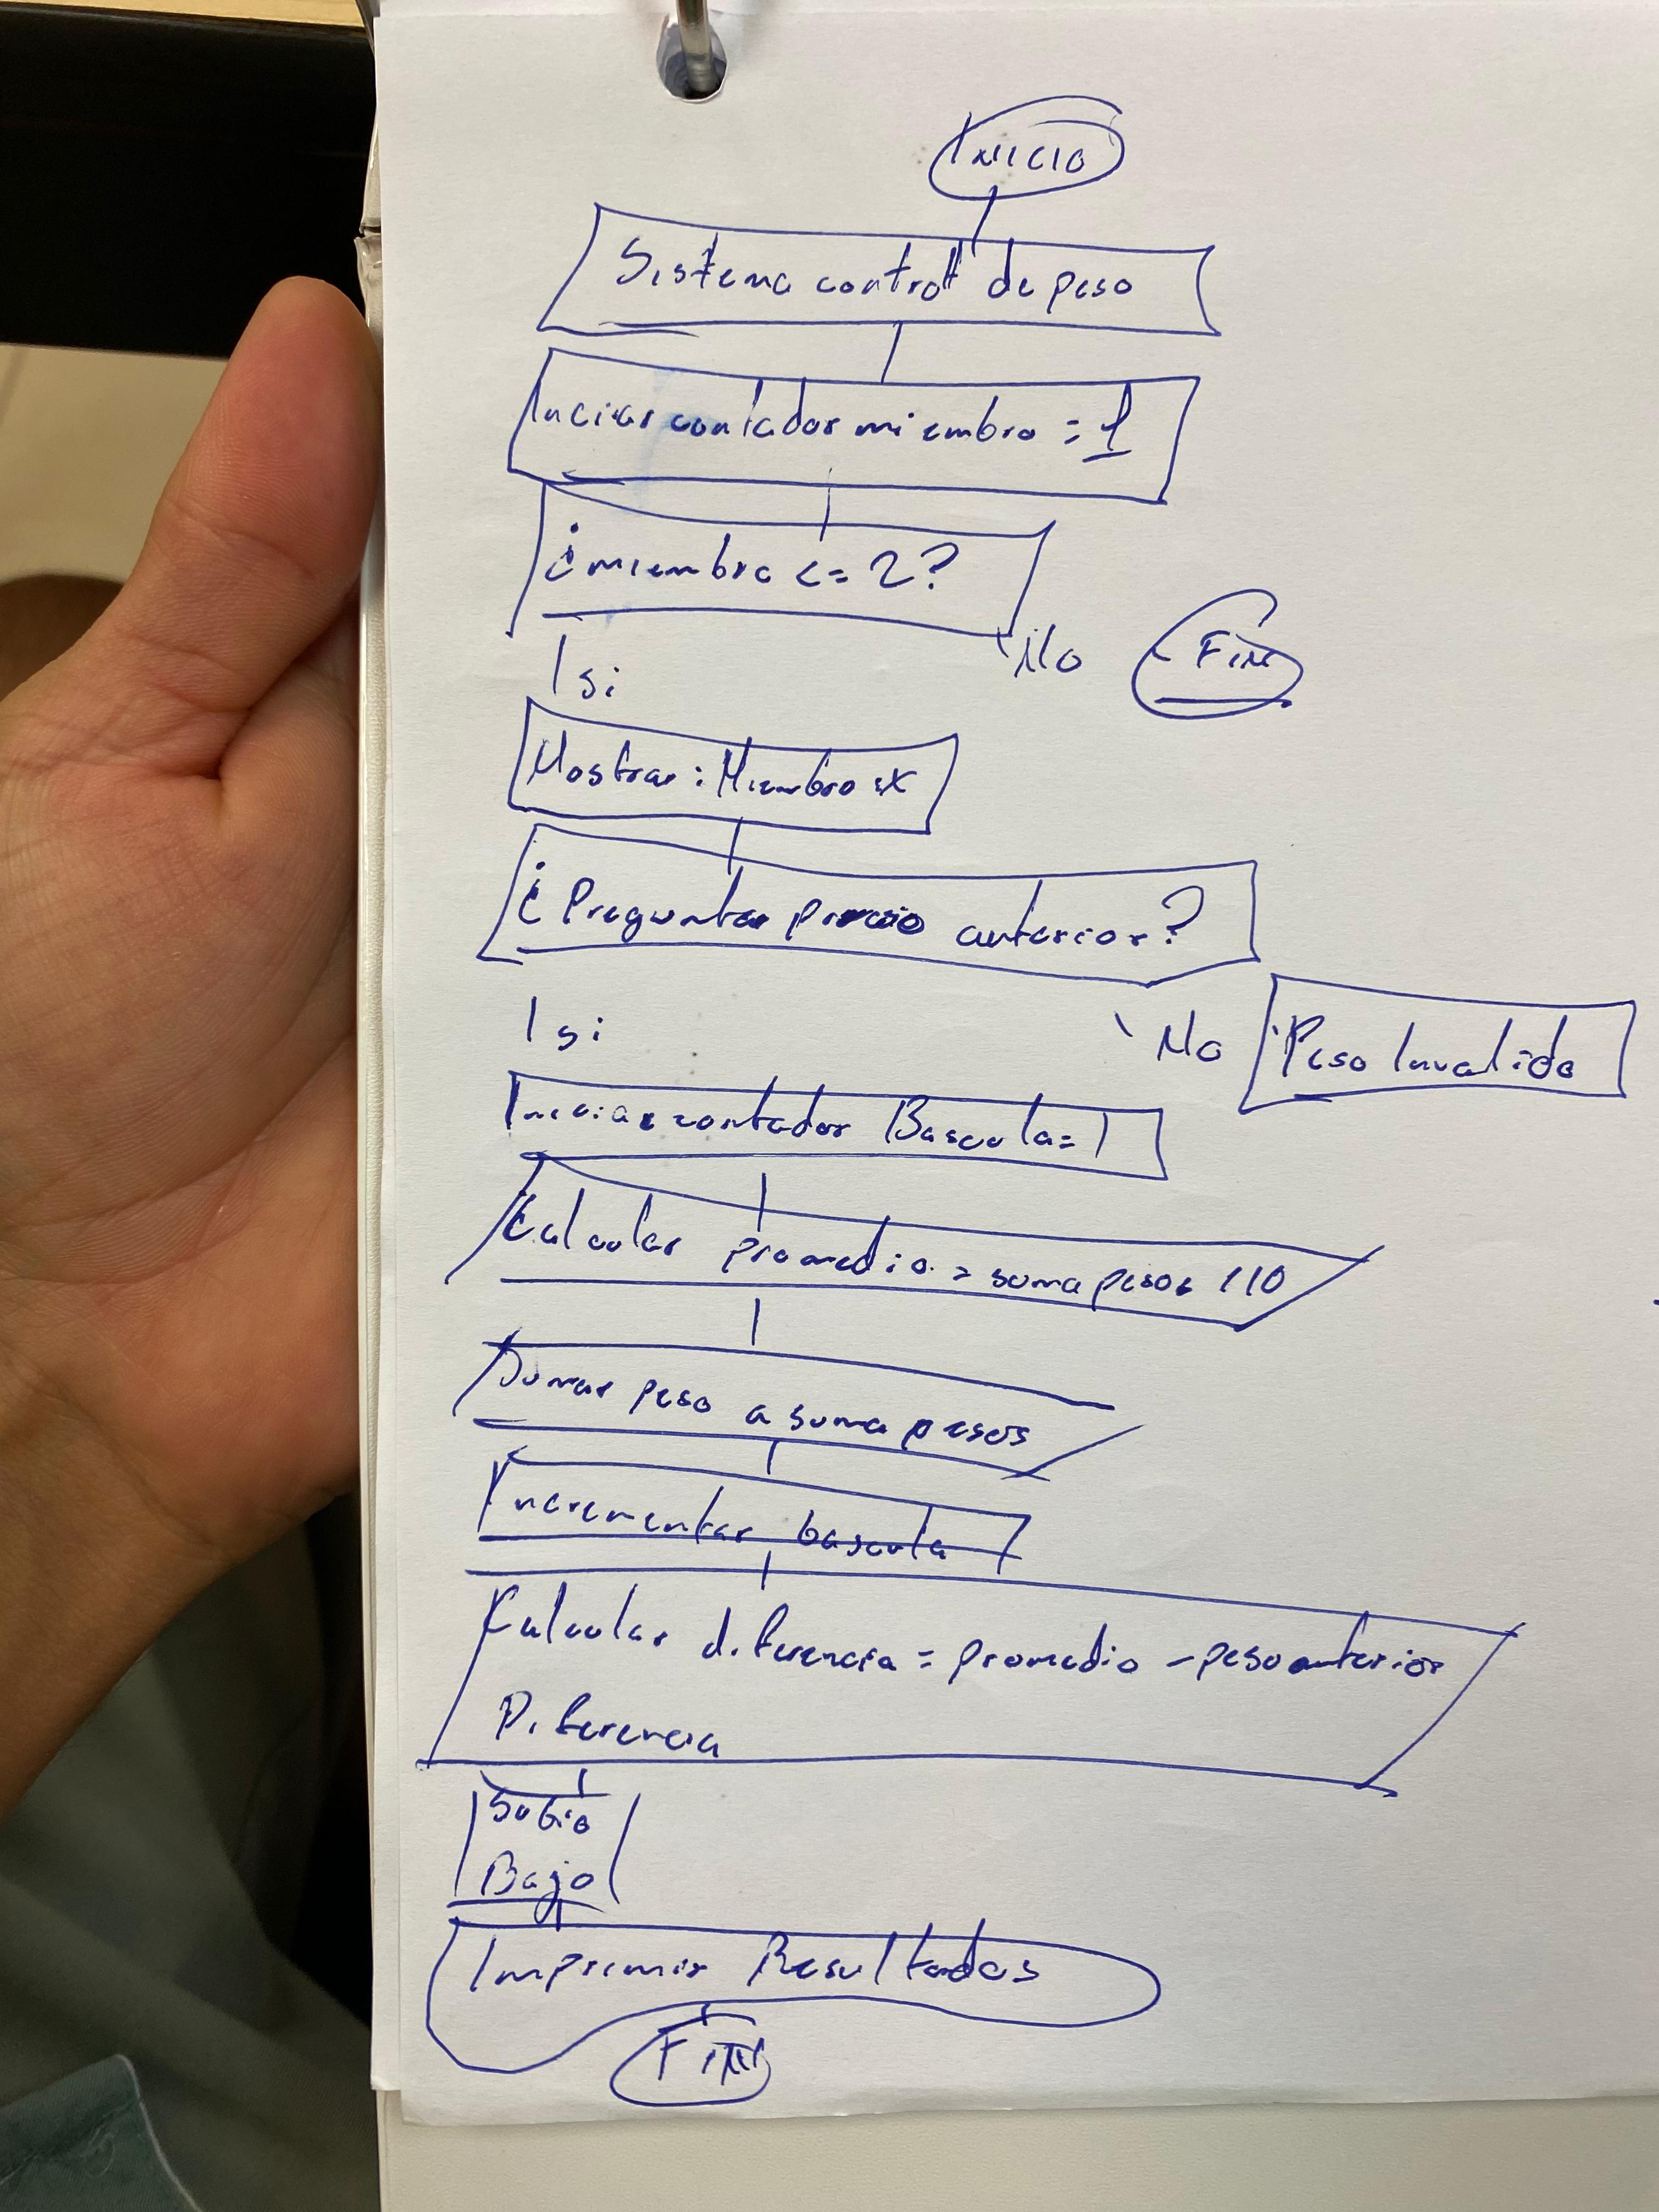 Inicio
Sistema control de peso
Inciar contador miembro = 1
¿miembro <= 2?
si
No
Fin
Mostrar: Miembro
¿Preguntar anterior?
si
No
Peso Invalido
Iniciar contador Bascula=1
Calcular promedio = suma pesos /10
Sumar peso a suma pesos
Incrementar bascula
Calcular diferencia = promedio - peso anterior
Diferencia
Subio
Bajo
Imprimir Resultados
Fin